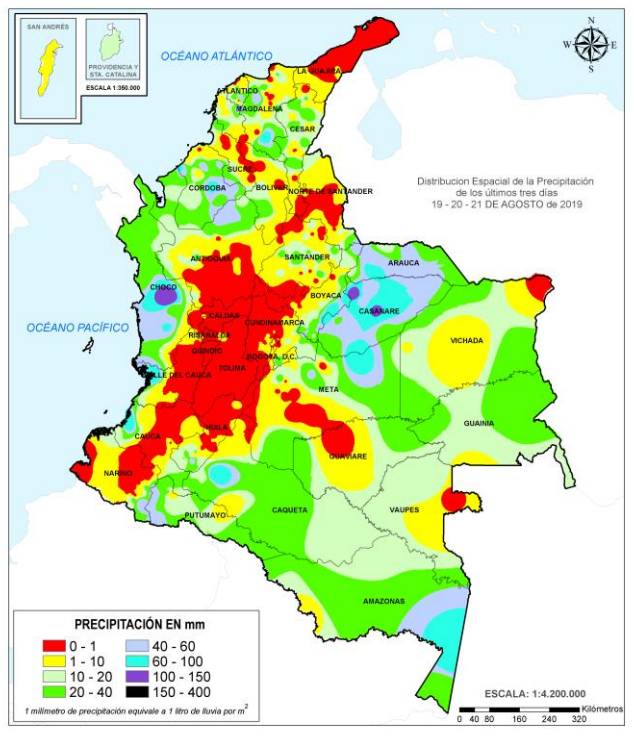 SAN ANDRÉS
PROVIDENCIA Y
STA. CATALINA
ESCALA 1:350.000
OCÉANO ATLÁNTICO
N
W
E
S
LA GUAJIRA
ATLANTICO
MAGDALENA
CESAR
SUCRE
CORDOBA
BOLIVAR
NORTE DE SANTANDER
Distribucion Espacial de la Precipitación
de los últimos tres días
19 - 20 - 21 DE AGOSTO de 2019
ANTIOQUIA
SANTANDER
ARAUCA
CHOCO
BOYACA
CASANARE
OCÉANO PACÍFICO
CALDAS
CUNDINAMARCA
RISARALDA
VICHADA
QUINDIO
BOGOTA, D.C.
TOLIMA
VALLE DEL CAUCA
META
GUAINIA
HUILA
CAUCA
GUAVIARE
NARIÑO
CAQUETA
VAUPES
PUTUMAYO
AMAZONAS
PRECIPITACIÓN EN mm
0 - 1
40 - 60
1 - 10
60 - 100
10 - 20
100 - 150
20 - 40
150 - 400
1 milímetro de precipitación equivale a 1 litro de lluvia por m2
ESCALA: 1:4.200.000
Kilómetros
0 40 80 160 240 320